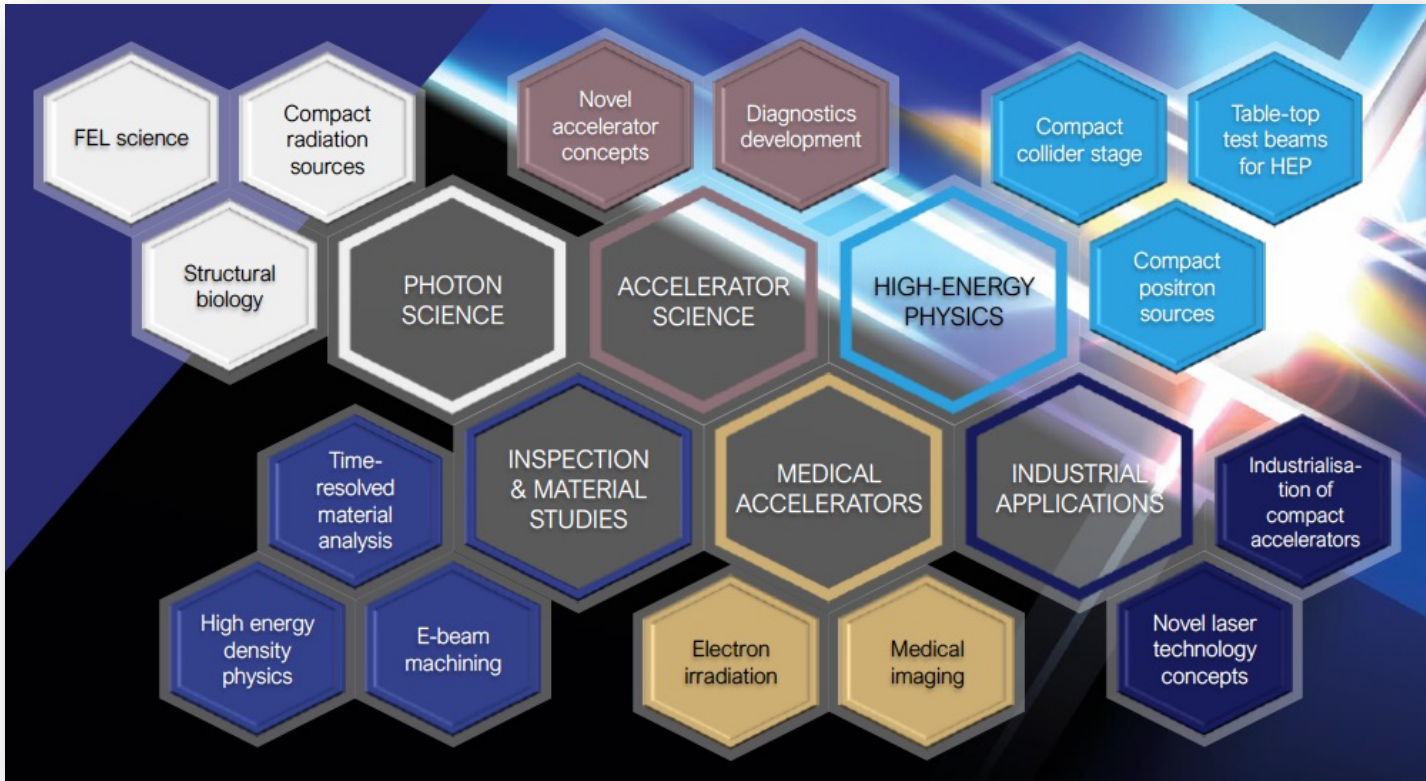 FEL science
Compact
radiation
sources
Structural
biology
PHOTON
SCIENCE
Novel
accelerator
concepts
Diagnostics
development
ACCELERATOR
SCIENCE
Compact
collider stage
Table-top
test beams
for HEP
Compact
positron
sources
HIGH-ENERGY
PHYSICS
Time-
resolved
material
analysis
High energy
density
physics
E-beam
machining
INSPECTION
& MATERIAL
STUDIES
MEDICAL
ACCELERATORS
Electron
irradiation
Medical
imaging
INDUSTRIAL
APPLICATIONS
Industrialisa-
tion of
compact
accelerators
Novel laser
technology
concepts